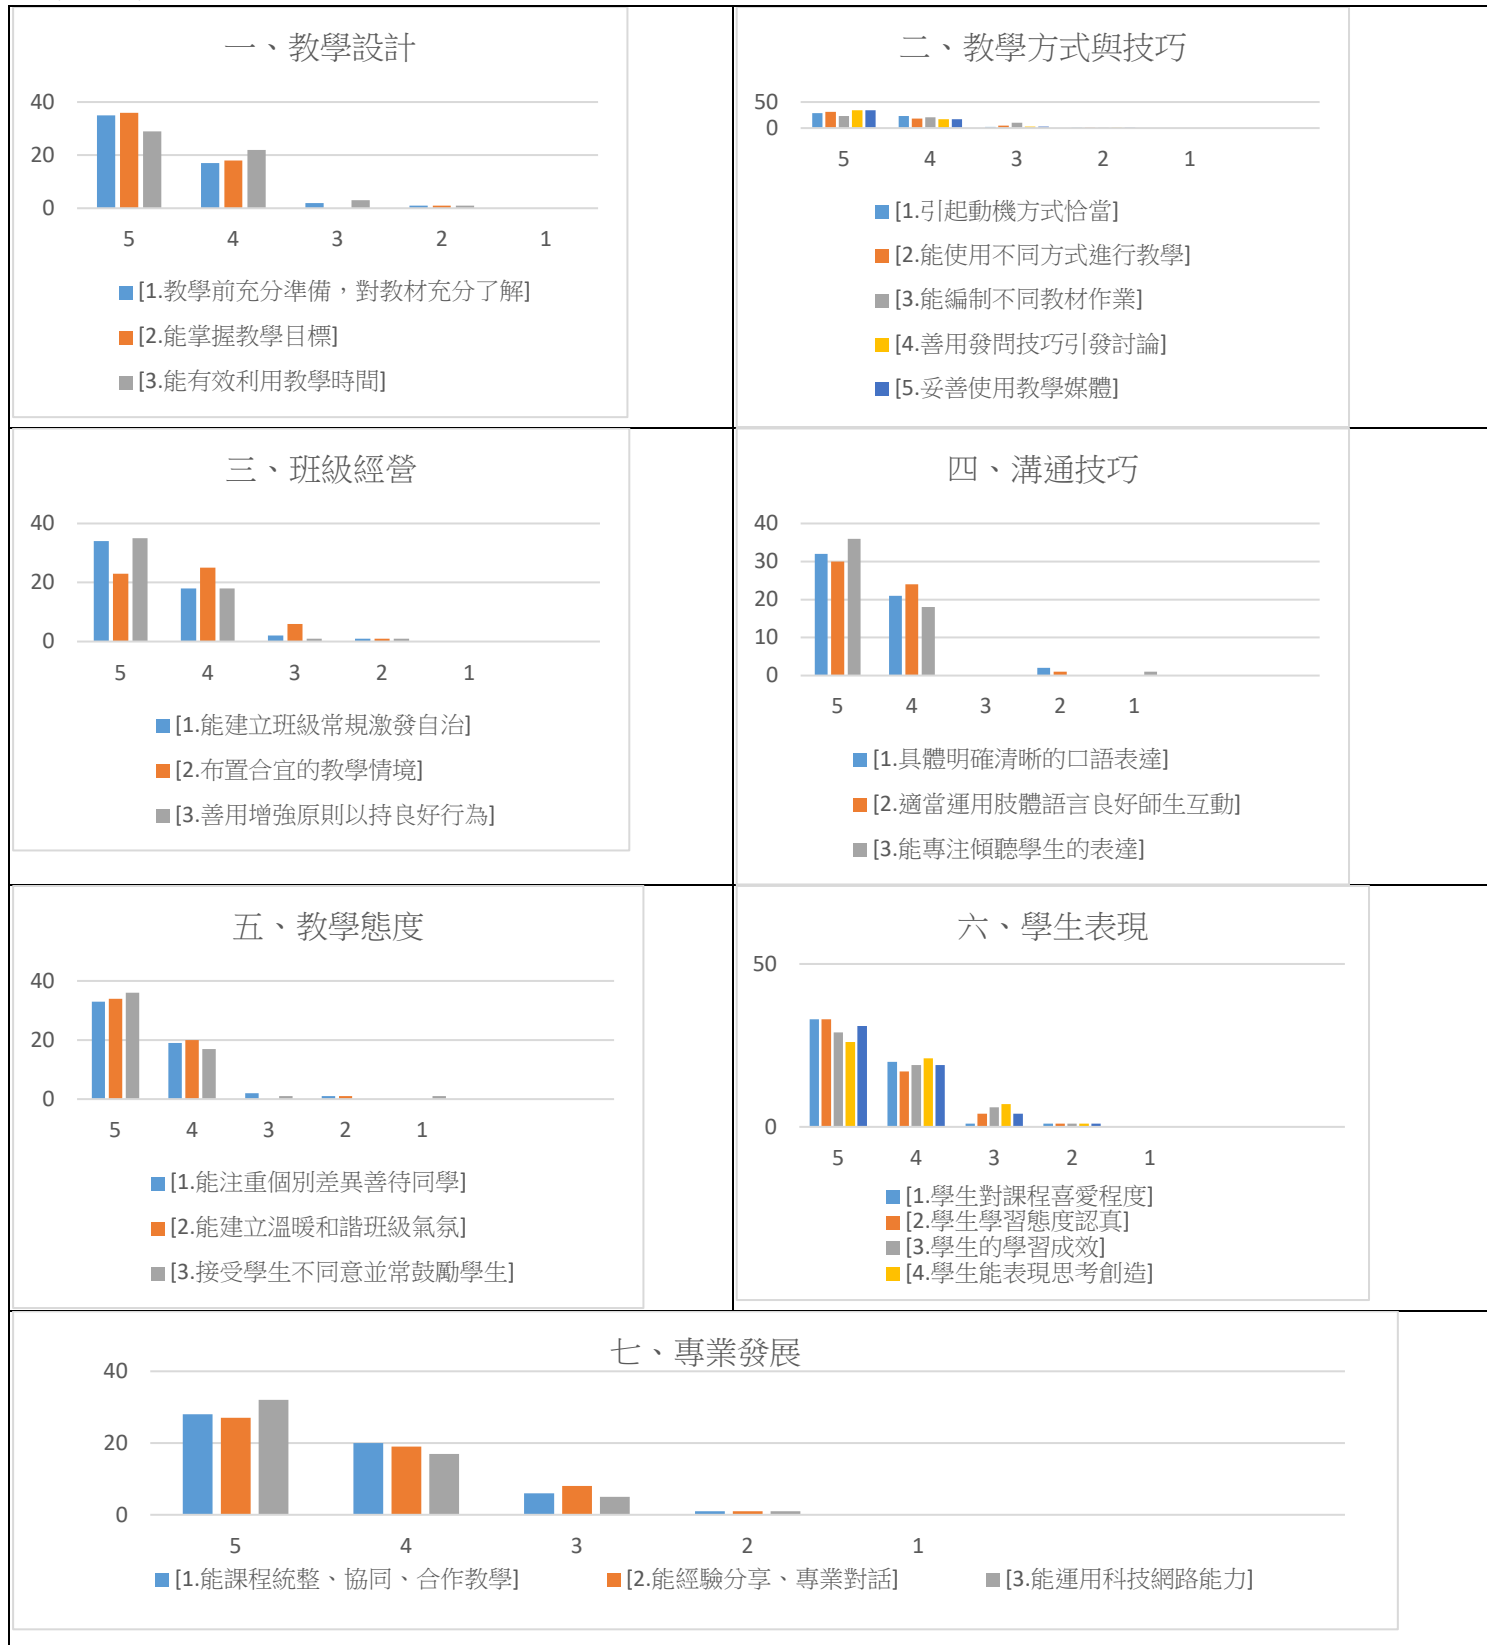 一、教學設計
40
20
0
5 4 3 2 1
[1.教學前充分準備，對教材充分了解]
[2.能掌握教學目標]
[3.能有效利用教學時間]
二、教學方式與技巧
50
0
5 4 3 2 1
[1.引起動機方式恰當]
[2.能使用不同方式進行教學]
[3.能編制不同教材作業]
[4.善用發問技巧引發討論]
[5.妥善使用教學媒體]
三、班級經營
40
20
0
5 4 3 2 1
[1.能建立班級常規激發自治]
[2.布置合宜的教學情境]
[3.善用增強原則以持良好行為]
四、溝通技巧
40
30
20
10
0
5 4 3 2 1
[1.具體明確清晰的口語表達]
[2.適當運用肢體語言良好師生互動]
[3.能專注傾聽學生的表達]
五、教學態度
40
20
0
5 4 3 2 1
[1.能注重個別差異善待同學]
[2.能建立溫暖和諧班級氣氛]
[3.接受學生不同意並常鼓勵學生]
六、學生表現
50
0
5 4 3 2 1
[1.學生對課程喜愛程度]
[2.學生學習態度認真]
[3.學生的學習成效]
[4.學生能表現思考創造]
七、專業發展
40
20
0
5 4 3 2 1
[1.能課程統整、協同、合作教學] [2.能經驗分享、專業對話] [3.能運用科技網路能力]